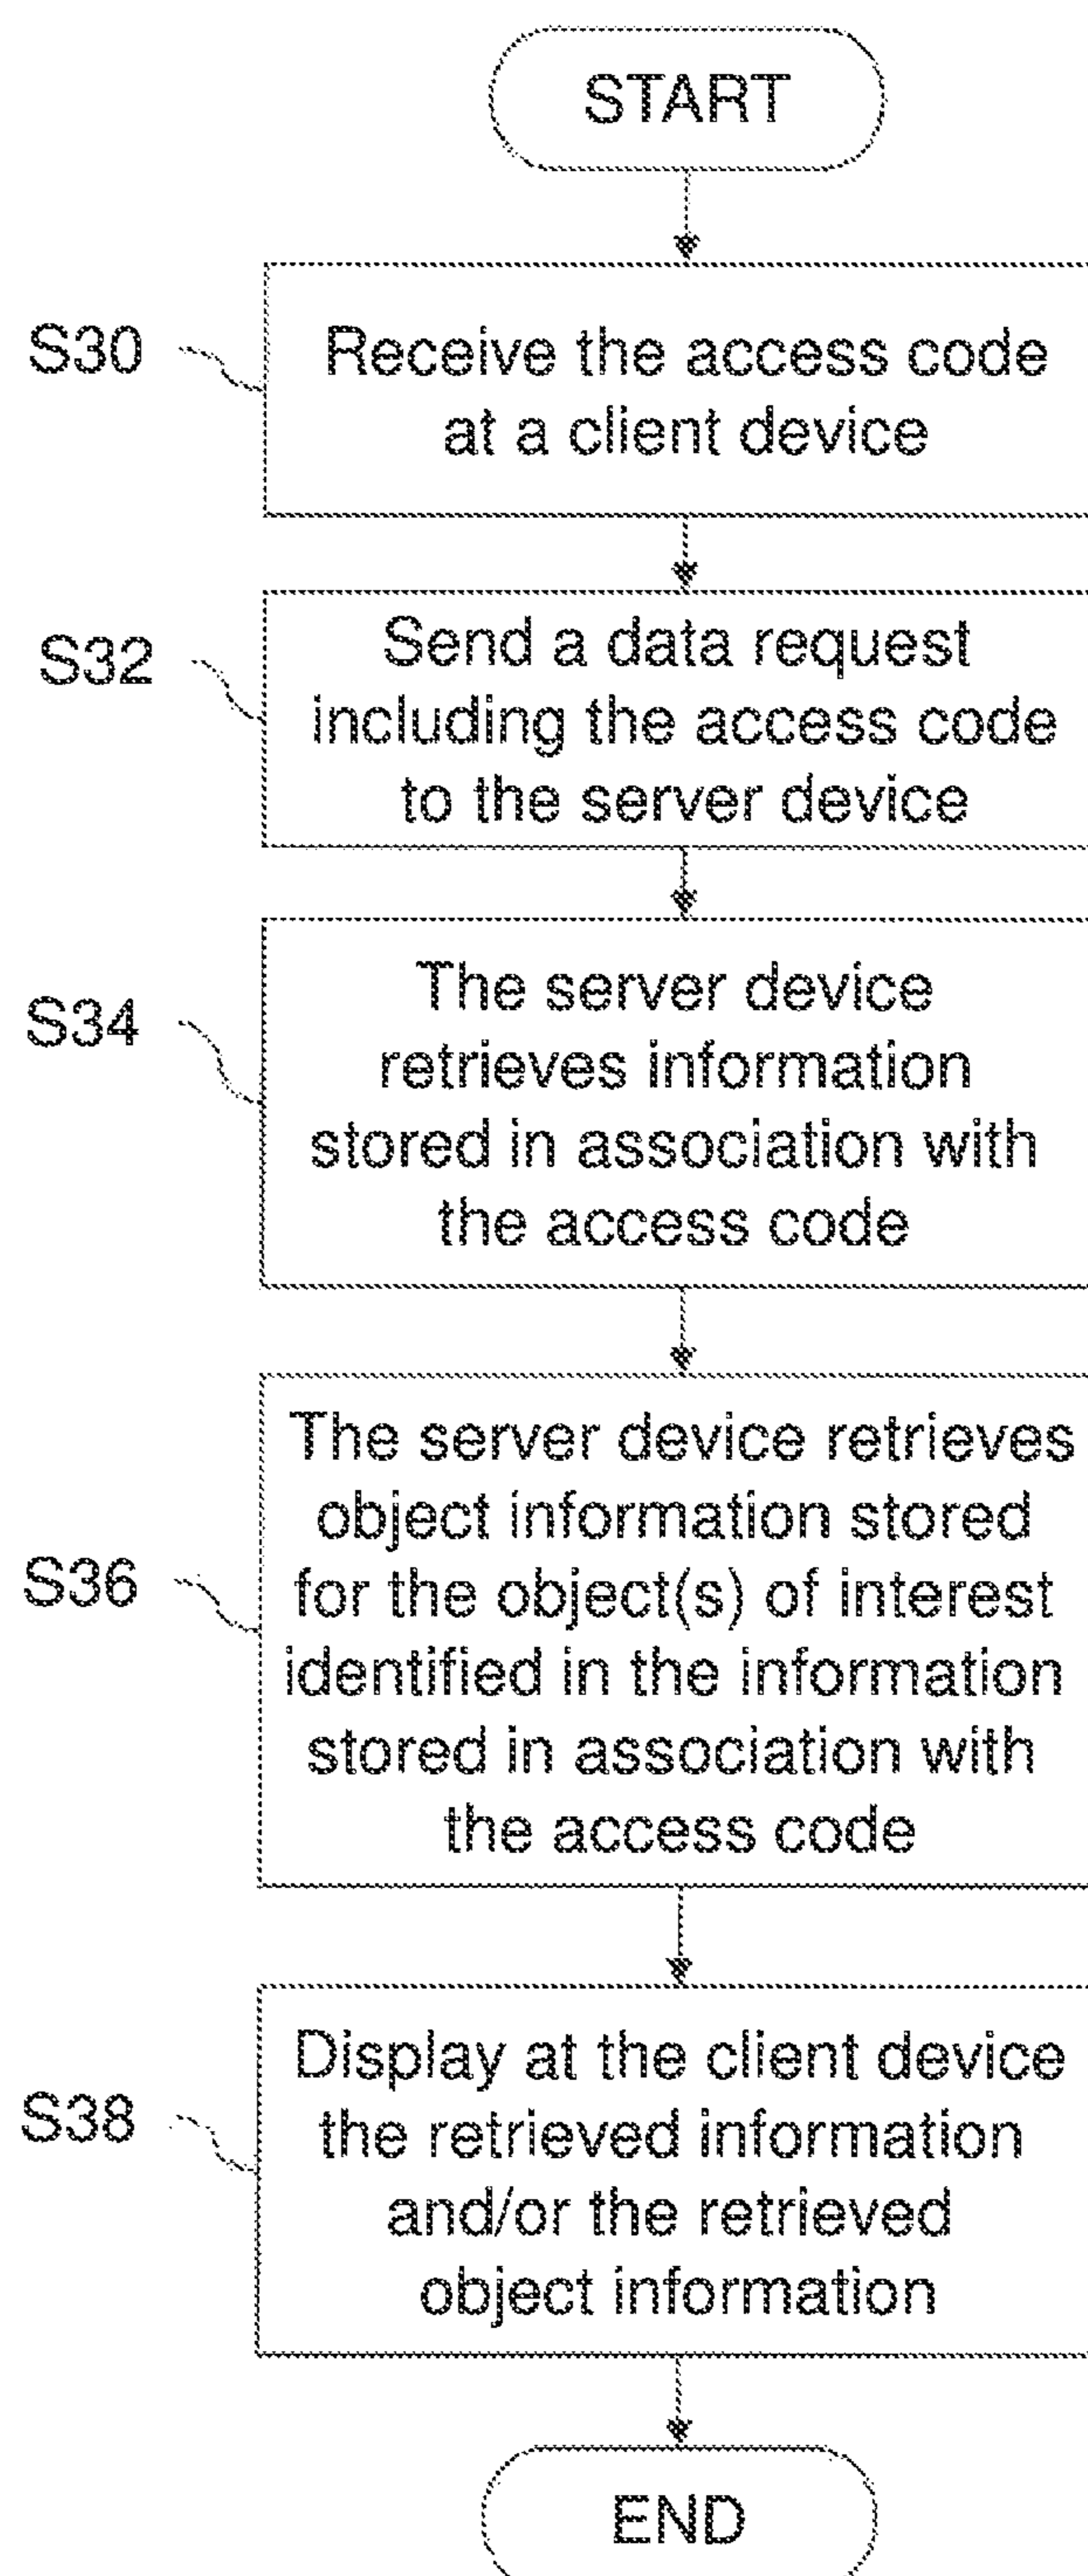 START
S30
Receive the access code
at a client device
S32
Send a data request
including the access code
to the server device
S34
The server device
retrieves information
stored in association with
the access code
S36
The server device retrieves
object information stored
for the object(s) of interest
identified in the information
stored in association with
the access code
S38
Display at the client device
the retrieved information
and/or the retrieved
object information
END